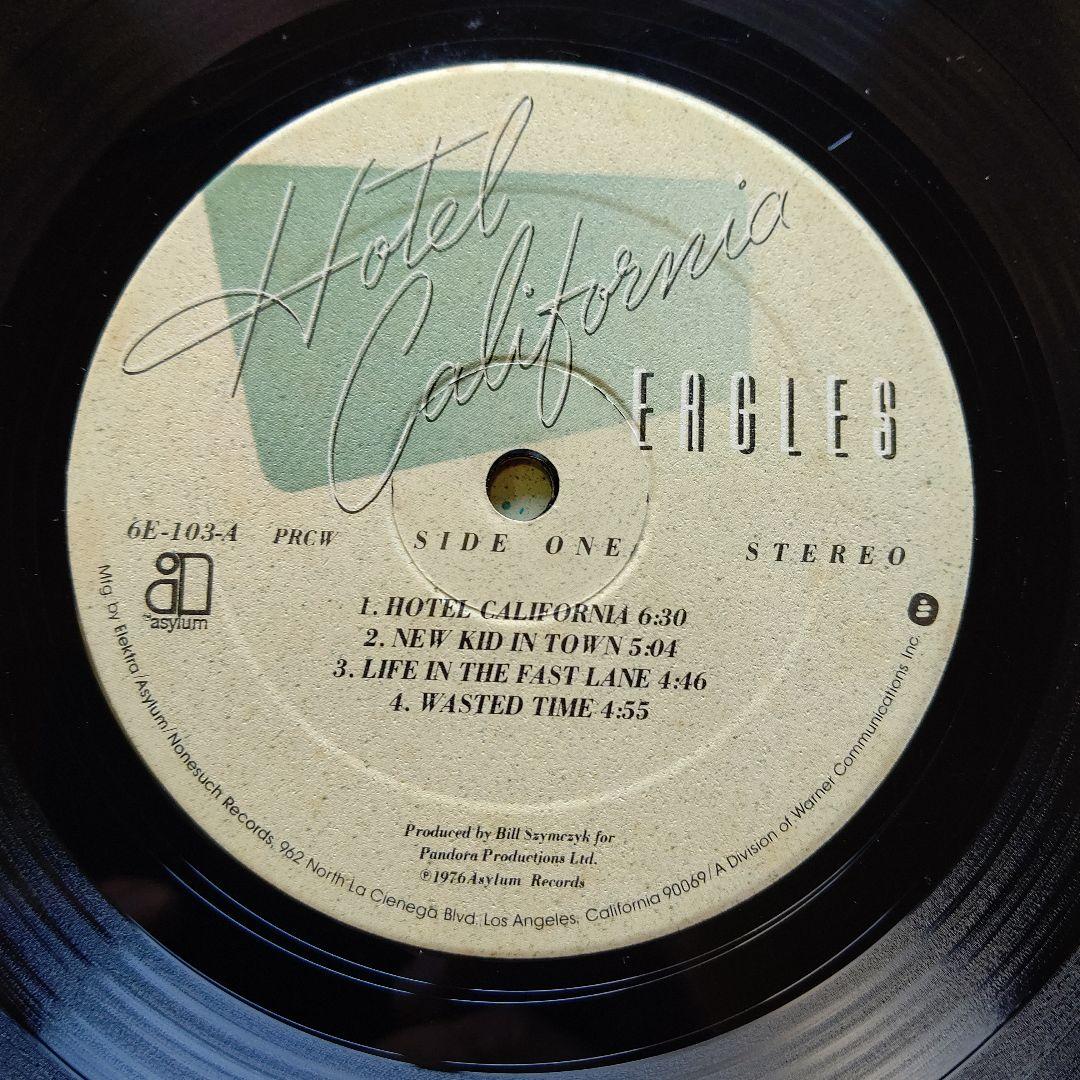 Hotel
California
EAGLES
6E-103-A PRCW SIDE ONE STEREO
asylum
1. HOTEL CALIFORNIA 6:30
2. NEW KID IN TOWN 5:04
3. LIFE IN THE FAST LANE 4:46
4. WASTED TIME 4:55
Produced by Bill Szymczyk for
Pandora Productions Ltd.
℗1976 Asylum Records
Mfg by Elektra/Asylum/Nonesuch Records, 962 North La Cienega Blvd. Los Angeles, California 90069/A Division of Warner Communications Inc.